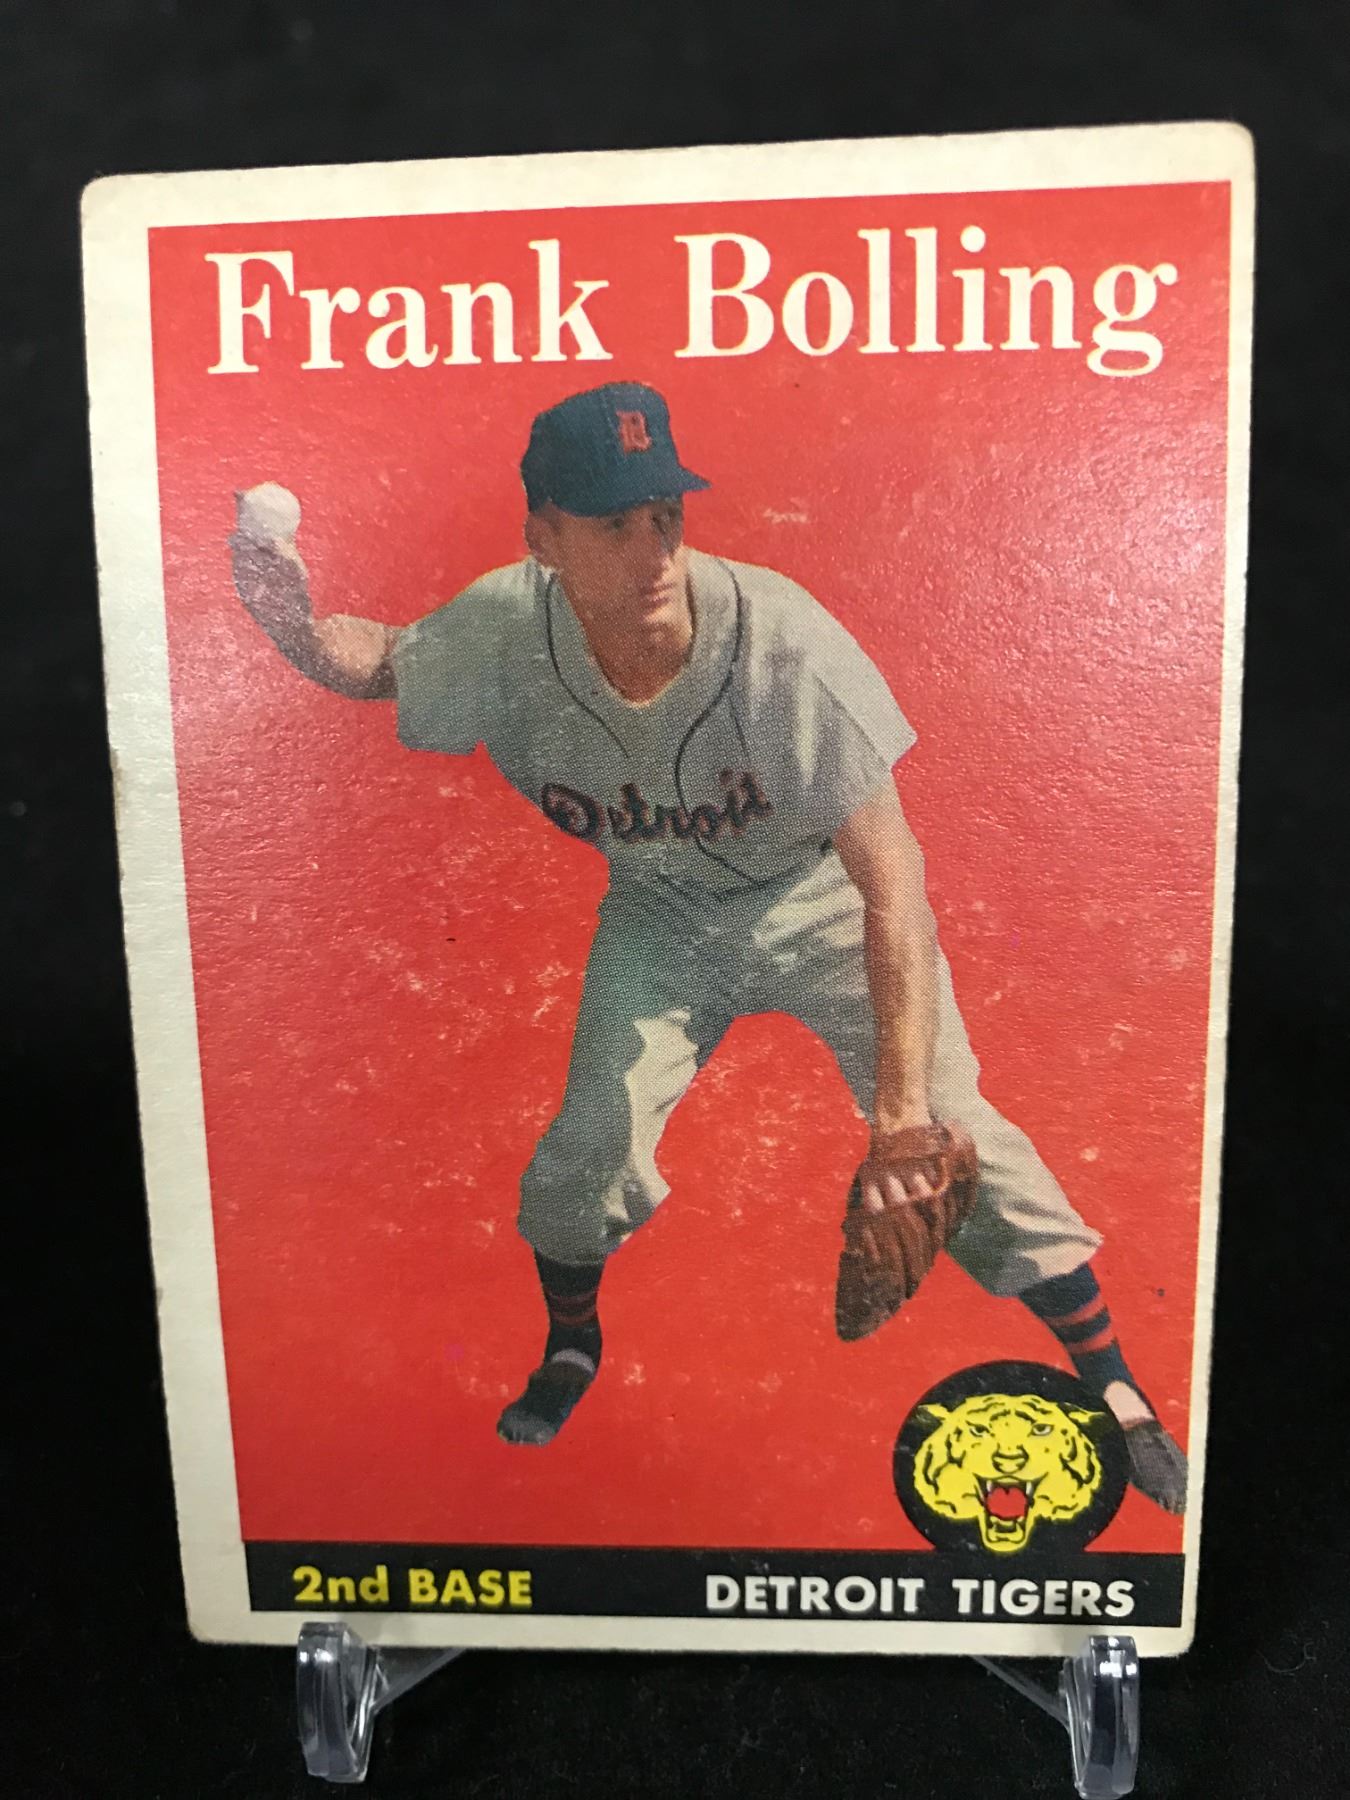 Frank Bolling
D
Detroit
2nd BASE DETROIT TIGERS